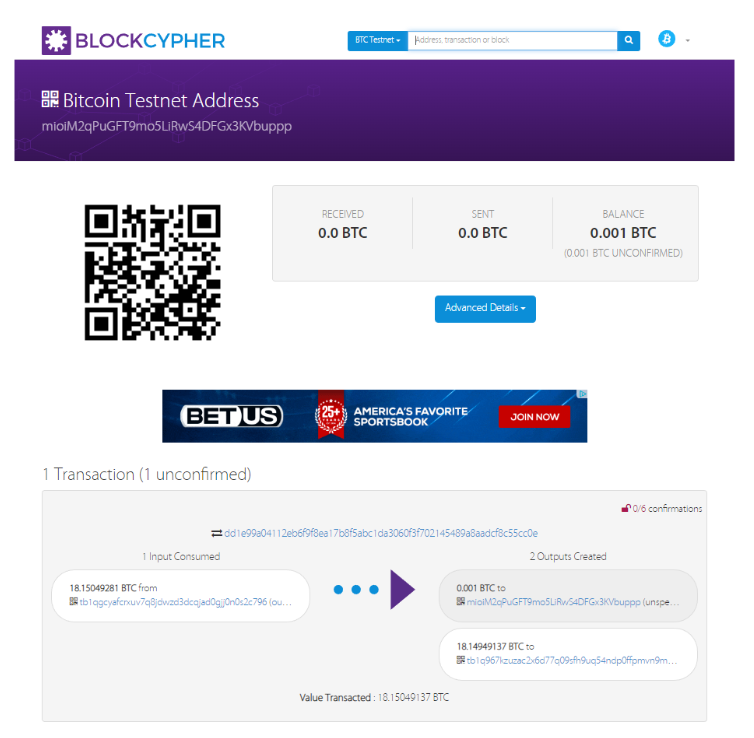 BLOCKCYPHER
BTC Testnet
Address, transaction or block
Bitcoin Testnet Address
mioiM2qPuGFT9mo5LiRwS4DFGx3KVbuppp
RECEIVED
0.0 BTC
SENT
0.0 BTC
BALANCE
0.001 BTC
(0.001 BTC UNCONFIRMED)
Advanced Details
BETUS
25+
AMERICA'S FAVORITE
SPORTSBOOK
JOIN NOW
1 Transaction (1 unconfirmed)
0/6 confirmations
dd1e99a04112eb6f9f8ea17b8f5abc1da3060f3f702145489a8aadcf8c55cc0e
1 Input Consumed
18.15049281 BTC from
tb1qgcyafcrxuv7q8jdwzd3dcqjad0gjj0n0s2c796 (ou...
2 Outputs Created
0.001 BTC to
mioiM2qPuGFT9mo5LiRwS4DFGx3KVbuppp (unspe...
18.14949137 BTC to
tb1q967kzuzac2x6d77q09sfh9uq54ndp0ffpmvn9m...
Value Transacted : 18.15049137 BTC